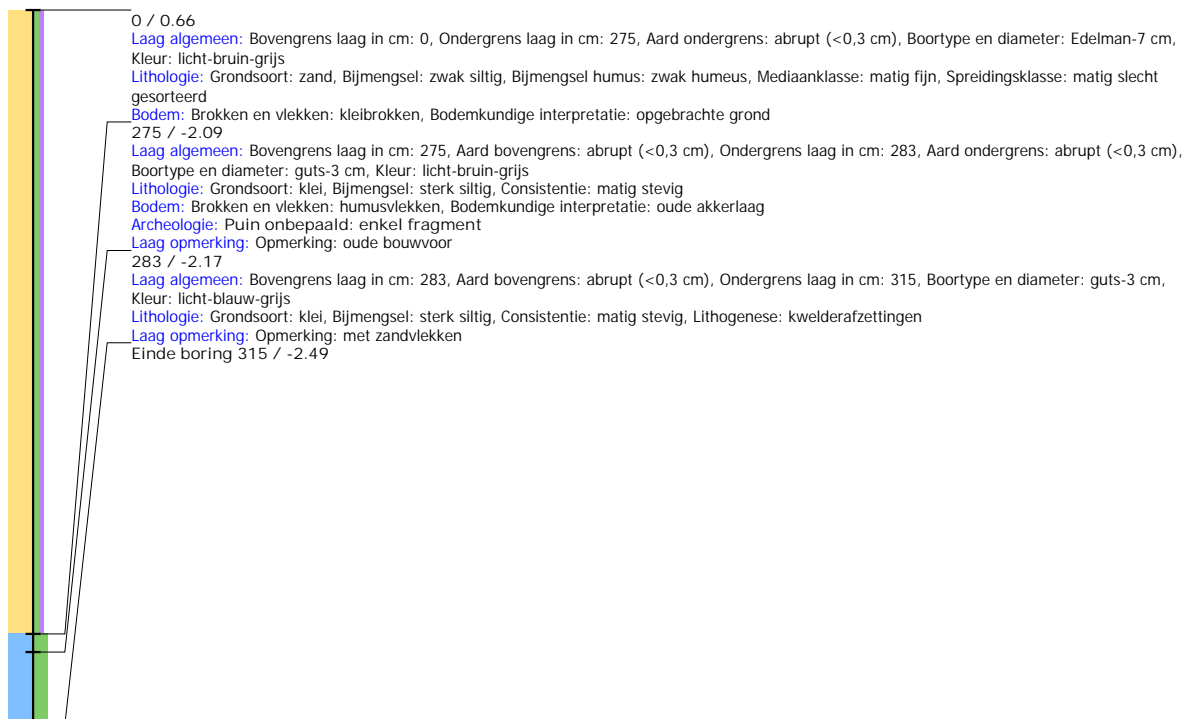 0 / 0.66
Laag algemeen: Bovengrens laag in cm: 0, Ondergrens laag in cm: 275, Aard ondergrens: abrupt (<0,3 cm), Boortype en diameter: Edelman-7 cm,
Kleur: licht-bruin-grijs
Lithologie: Grondsoort: zand, Bijmengsel: zwak siltig, Bijmengsel humus: zwak humeus, Mediaanklasse: matig fijn, Spreidingsklasse: matig slecht
gesorteerd
Bodem: Brokken en vlekken: kleibrokken, Bodemkundige interpretatie: opgebrachte grond
275 / -2.09
Laag algemeen: Bovengrens laag in cm: 275, Aard bovengrens: abrupt (<0,3 cm), Ondergrens laag in cm: 283, Aard ondergrens: abrupt (<0,3 cm),
Boortype en diameter: guts-3 cm, Kleur: licht-bruin-grijs
Lithologie: Grondsoort: klei, Bijmengsel: sterk siltig, Consistentie: matig stevig
Bodem: Brokken en vlekken: humusvlekken, Bodemkundige interpretatie: oude akkerlaag
Archeologie: Puin onbepaald: enkel fragment
Laag opmerking: Opmerking: oude bouwvoor
283 / -2.17
Laag algemeen: Bovengrens laag in cm: 283, Aard bovengrens: abrupt (<0,3 cm), Ondergrens laag in cm: 315, Boortype en diameter: guts-3 cm,
Kleur: licht-blauw-grijs
Lithologie: Grondsoort: klei, Bijmengsel: sterk siltig, Consistentie: matig stevig, Lithogenese: kwelderafzettingen
Laag opmerking: Opmerking: met zandvlekken
Einde boring 315 / -2.49